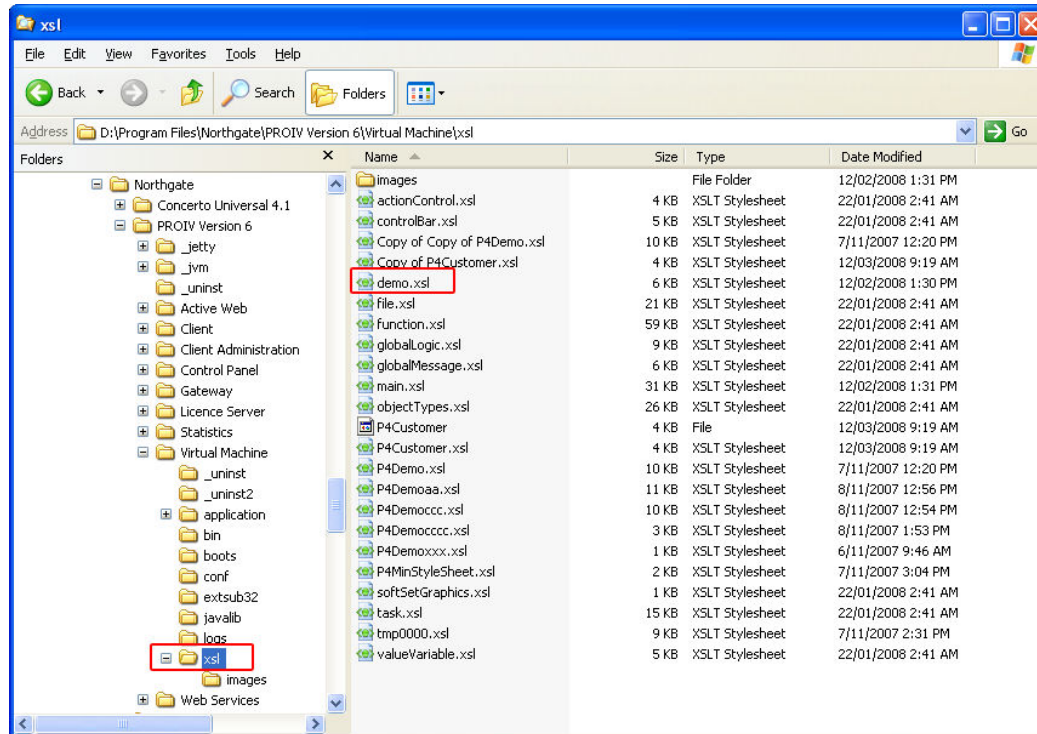 xsl
File Edit View Favorites Tools Help
Back Search Folders
Address D:\Program Files\Northgate\PROIV Version 6\Virtual Machine\xsl Go
Folders
Northgate
Concerto Universal 4.1
PROIV Version 6
_jetty
_jvm
_uninst
Active Web
Client
Client Administration
Control Panel
Gateway
Licence Server
Statistics
Virtual Machine
_uninst
_uninst2
application
bin
boots
conf
extsub32
javalib
logs
xsl
images
Web Services
Name Size Type Date Modified
images File Folder 12/02/2008 1:31 PM
actionControl.xsl 4 KB XSLT Stylesheet 22/01/2008 2:41 AM
controlBar.xsl 5 KB XSLT Stylesheet 22/01/2008 2:41 AM
Copy of Copy of P4Demo.xsl 10 KB XSLT Stylesheet 7/11/2007 12:20 PM
Copy of P4Customer.xsl 4 KB XSLT Stylesheet 12/03/2008 9:19 AM
demo.xsl 6 KB XSLT Stylesheet 12/02/2008 1:30 PM
file.xsl 21 KB XSLT Stylesheet 22/01/2008 2:41 AM
function.xsl 59 KB XSLT Stylesheet 22/01/2008 2:41 AM
globalLogic.xsl 9 KB XSLT Stylesheet 22/01/2008 2:41 AM
globalMessage.xsl 6 KB XSLT Stylesheet 22/01/2008 2:41 AM
main.xsl 31 KB XSLT Stylesheet 12/02/2008 1:31 PM
objectTypes.xsl 26 KB XSLT Stylesheet 22/01/2008 2:41 AM
P4Customer 4 KB File 12/03/2008 9:19 AM
P4Customer.xsl 4 KB XSLT Stylesheet 12/03/2008 9:19 AM
P4Demo.xsl 10 KB XSLT Stylesheet 7/11/2007 12:20 PM
P4Demoaa.xsl 11 KB XSLT Stylesheet 8/11/2007 12:56 PM
P4Democcc.xsl 10 KB XSLT Stylesheet 8/11/2007 12:54 PM
P4Demoсccc.xsl 3 KB XSLT Stylesheet 8/11/2007 1:53 PM
P4Demoxxx.xsl 1 KB XSLT Stylesheet 6/11/2007 9:46 AM
P4MinStyleSheet.xsl 2 KB XSLT Stylesheet 7/11/2007 3:04 PM
softSetGraphics.xsl 1 KB XSLT Stylesheet 22/01/2008 2:41 AM
task.xsl 15 KB XSLT Stylesheet 22/01/2008 2:41 AM
tmp0000.xsl 9 KB XSLT Stylesheet 7/11/2007 2:31 PM
valueVariable.xsl 5 KB XSLT Stylesheet 22/01/2008 2:41 AM